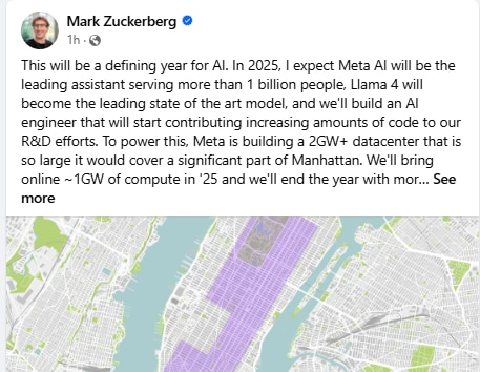 Mark Zuckerberg
1h ·
This will be a defining year for AI. In 2025, I expect Meta AI will be the
leading assistant serving more than 1 billion people, Llama 4 will
become the leading state of the art model, and we'll build an AI
engineer that will start contributing increasing amounts of code to our
R&D efforts. To power this, Meta is building a 2GW+ datacenter that is
so large it would cover a significant part of Manhattan. We'll bring
online ~1GW of compute in '25 and we'll end the year with mor... See
more